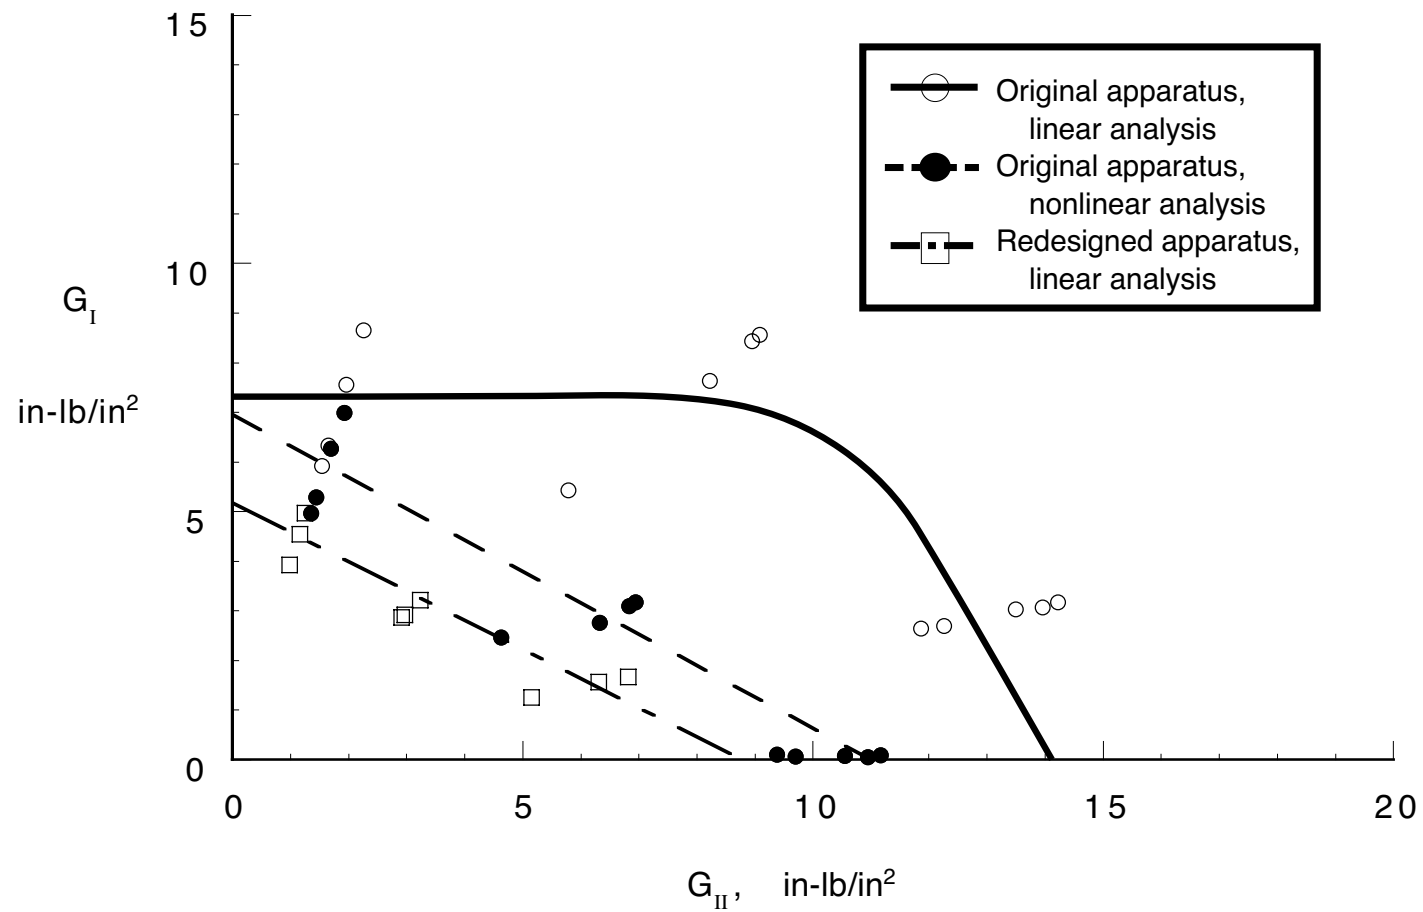 15
Original apparatus,
linear analysis
Original apparatus,
nonlinear analysis
Redesigned apparatus,
linear analysis
10
G_I
in-lb/in²
5
0
0 5 10 15 20
G_II, in-lb/in²